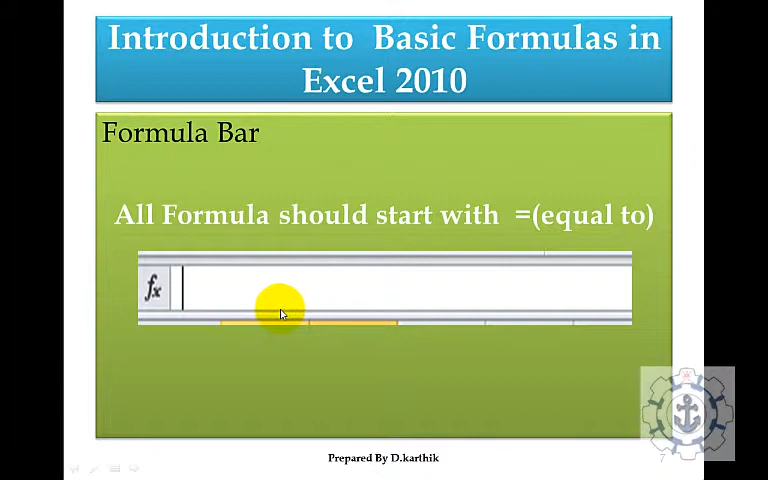 Introduction to Basic Formulas in
Excel 2010
Formula Bar
All Formula should start with =(equal to)
fx
Prepared By D.karthik
7